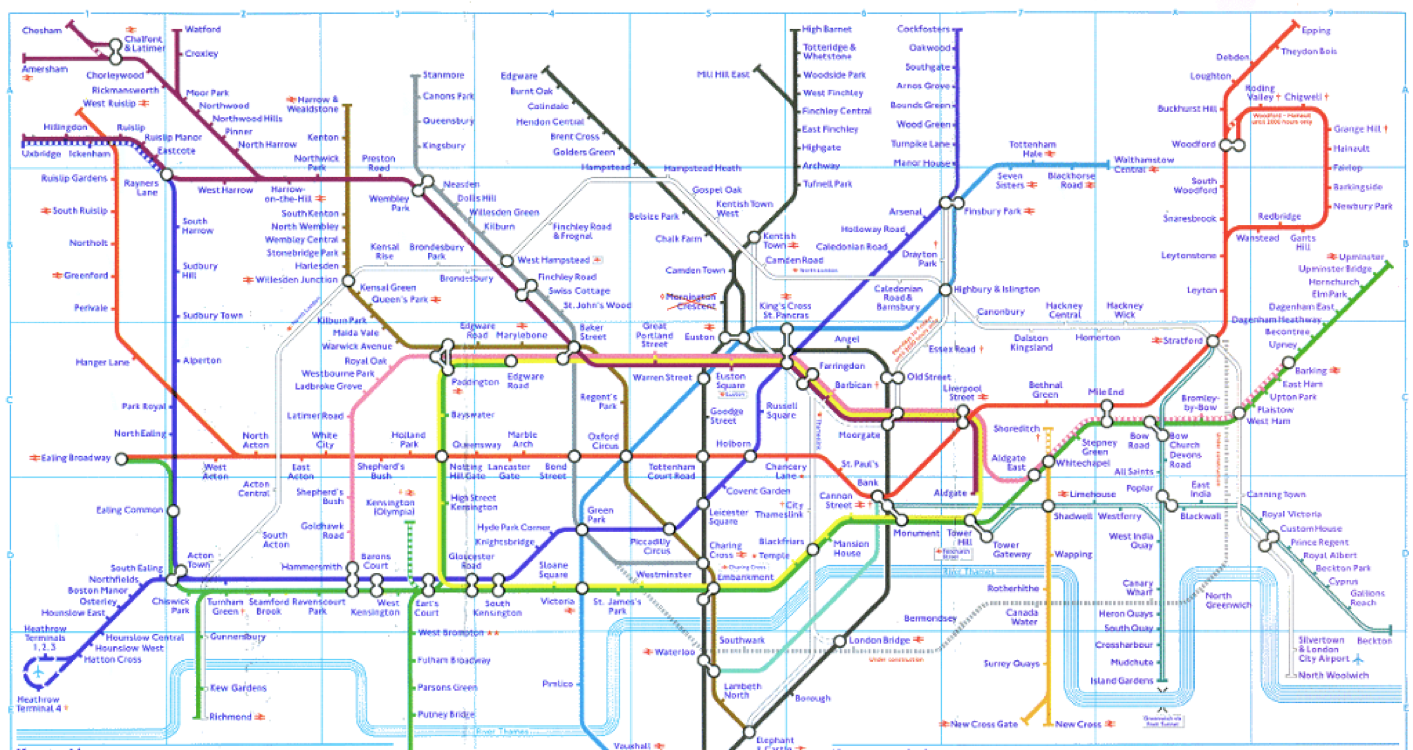 1 2 3 4 5 6 7 8 9
Chesham
Chalfont
& Latimer
Watford
Croxley
Amersham
Chorleywood
Rickmansworth
West Ruislip
Moor Park
Northwood
Northwood Hills
Pinner
North Harrow
Hillingdon
Ruislip
Ruislip Manor
Eastcote
Uxbridge
Ickenham
Ruislip Gardens
Rayners
Lane
West Harrow
Harrow-
on-the-Hill
Northwick
Park
Preston
Road
Harrow &
Wealdstone
Kenton
South Kenton
North Wembley
Wembley Central
Stonebridge Park
Harlesden
Willesden Junction
Stanmore
Canons Park
Queensbury
Kingsbury
Wembley
Park
Neasden
Dollis Hill
Willesden Green
Kilburn
West Hampstead
Finchley Road
Swiss Cottage
St. John's Wood
Edgware
Burnt Oak
Colindale
Hendon Central
Brent Cross
Golders Green
Hampstead
Belsize Park
Chalk Farm
Camden Town
Mornington
Crescent
Euston
Mill Hill East
High Barnet
Totteridge &
Whetstone
Woodside Park
West Finchley
Finchley Central
East Finchley
Highgate
Archway
Tufnell Park
Kentish
Town
Camden Road
North London
Hampstead Heath
Gospel Oak
Kentish Town
West
Finchley Road
& Frognal
Cockfosters
Oakwood
Southgate
Arnos Grove
Bounds Green
Wood Green
Turnpike Lane
Manor House
Arsenal
Holloway Road
Caledonian Road
Drayton
Park
Caledonian
Road &
Barnsbury
Finsbury Park
Seven
Sisters
Tottenham
Hale
Blackhorse
Road
Walthamstow
Central
Highbury & Islington
Canonbury
Dalston
Kingsland
Hackney
Central
Homerton
Hackney
Wick
Stratford
Essex Road
Epping
Theydon Bois
Debden
Loughton
Buckhurst Hill
Roding
Valley
Chigwell
Woodford - Hainault
until 2000 hours only
Grange Hill
Hainault
Fairlop
Barkingside
Newbury Park
Woodford
South
Woodford
Snaresbrook
Redbridge
Wanstead
Gants
Hill
Leytonstone
Leyton
Upminster
Upminster Bridge
Hornchurch
Elm Park
Dagenham East
Dagenham Heathway
Becontree
Upney
Barking
East Ham
Upton Park
Plaistow
West Ham
South Ruislip
Northolt
Greenford
Perivale
Hanger Lane
South
Harrow
Sudbury
Hill
Sudbury Town
Alperton
Park Royal
North Ealing
Ealing Broadway
Ealing Common
West
Acton
North
Acton
East
Acton
White
City
Shepherd's
Bush
Holland
Park
Notting
Hill Gate
Queensway
Lancaster
Gate
Marble
Arch
Bond
Street
Oxford
Circus
Tottenham
Court Road
Holborn
Chancery
Lane
St. Paul's
Bank
Kensal
Rise
Brondesbury
Park
Brondesbury
North London
Kensal Green
Queen's Park
Kilburn Park
Maida Vale
Warwick Avenue
Royal Oak
Westbourne Park
Ladbroke Grove
Latimer Road
Shepherd's
Bush
Goldhawk
Road
Hammersmith
Edgware
Road
Marylebone
Baker
Street
Great
Portland
Street
Paddington
Edgware
Road
Bayswater
Regent's
Park
Warren Street
Euston
Square
Euston
Goodge
Street
Russell
Square
King's Cross
St. Pancras
Angel
Farringdon
Barbican
Old Street
Moorgate
Liverpool
Street
Thameslink
Bethnal
Green
Mile End
Shoreditch
Aldgate
East
Whitechapel
Stepney
Green
Bow
Road
Bow
Church
Devons
Road
Bromley-
by-Bow
All Saints
Poplar
East
India
Blackwall
Canning Town
Under construction
Royal Victoria
Custom House
Prince Regent
Royal Albert
Beckton Park
Cyprus
Gallions
Reach
Beckton
Silvertown
& London
City Airport
North Woolwich
North
Greenwich
Acton
Central
South
Acton
Acton
Town
South Ealing
Northfields
Boston Manor
Osterley
Hounslow East
Hounslow Central
Hounslow West
Hatton Cross
Heathrow
Terminals
1,2,3
Heathrow
Terminal 4
Chiswick
Park
Turnham
Green
Stamford
Brook
Ravenscourt
Park
Gunnersbury
Kew Gardens
Richmond
Barons
Court
West
Kensington
Kensington
(Olympia)
High Street
Kensington
Earl's
Court
Gloucester
Road
South
Kensington
Knightsbridge
Hyde Park Corner
Green
Park
Sloane
Square
Victoria
St. James's
Park
Westminster
Piccadilly
Circus
Leicester
Square
Covent Garden
Charing
Cross
Charing Cross
Embankment
Temple
Blackfriars
City
Thameslink
Mansion
House
Cannon
Street
Monument
Tower
Hill
Fenchurch
Street
Tower
Gateway
Aldgate
Limehouse
Shadwell
Westferry
Wapping
Rotherhithe
Canada
Water
Surrey Quays
New Cross Gate
New Cross
West India
Quay
Canary
Wharf
Heron Quays
South Quay
Crossharbour
Mudchute
Island Gardens
Greenwich via
Foot Tunnel
West Brompton
Fulham Broadway
Parsons Green
Putney Bridge
Pimlico
Vauxhall
Waterloo
Southwark
Lambeth
North
London Bridge
Bermondsey
Under construction
Borough
Elephant
River Thames
River Thames